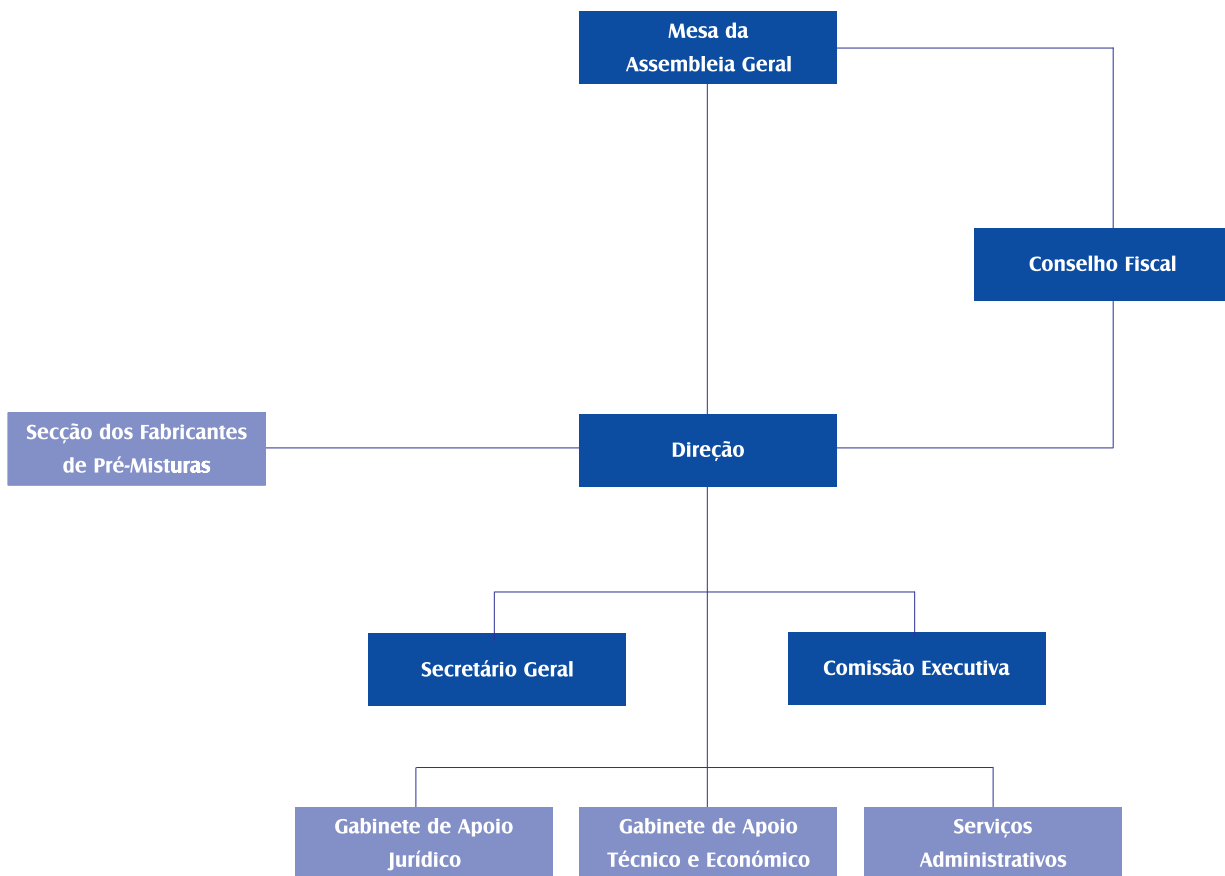 Mesa da
Assembleia Geral
Conselho Fiscal
Secção dos Fabricantes
de Pré-Misturas
Direção
Secretário Geral
Comissão Executiva
Gabinete de Apoio
Jurídico
Gabinete de Apoio
Técnico e Económico
Serviços
Administrativos